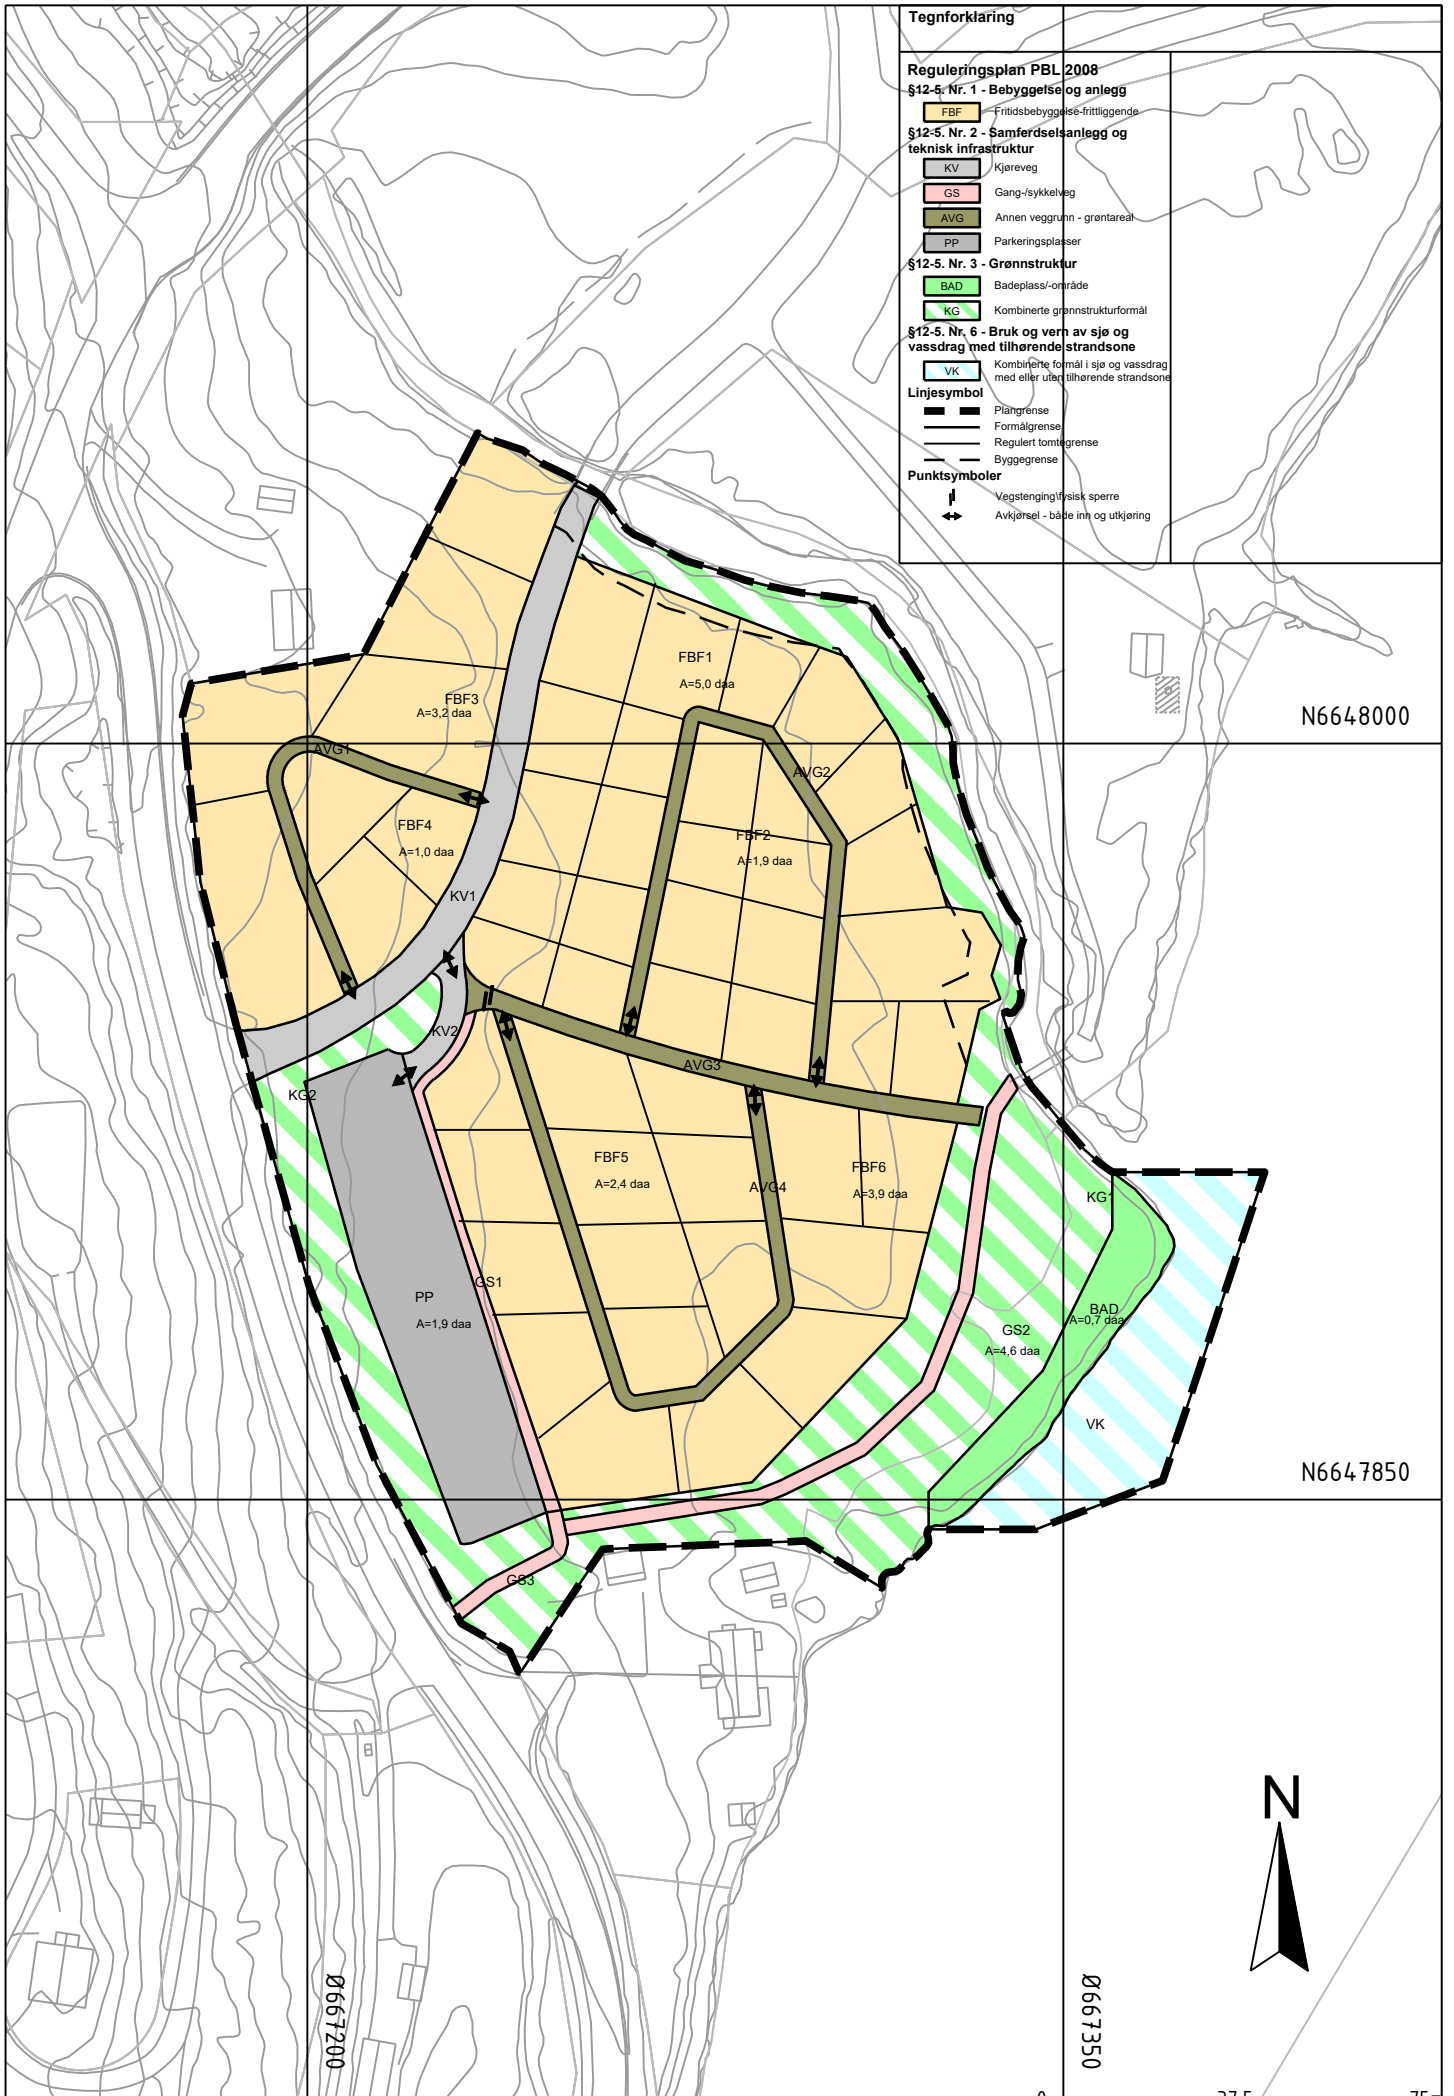 Tegnforklaring
Reguleringsplan PBL 2008
§12-5. Nr. 1 - Bebyggelse og anlegg
FBF Fritidsbebyggelse-frittliggende
§12-5. Nr. 2 - Samferdselsanlegg og
teknisk infrastruktur
KV Kjøreveg
GS Gang-/sykkelveg
AVG Annen veggrunn - grøntareal
PP Parkeringsplasser
§12-5. Nr. 3 - Grønnstruktur
BAD Badeplass/-område
KG Kombinerte grønnstrukturformål
§12-5. Nr. 6 - Bruk og vern av sjø og
vassdrag med tilhørende strandsone
VK Kombinerte formål i sjø og vassdrag
med eller uten tilhørende strandsone
Linjesymbol
Plangrense
Formålgrense
Regulert tomtegrense
Byggegrense
Punktsymboler
Vegstenging\fysisk sperre
Avkjørsel - både inn og utkjøring
FBF1
A=5,0 daa
FBF3
A=3,2 daa
N6648000
AVG1
AVG2
FBF4
A=1,0 daa
FBF2
A=1,9 daa
KV1
KV2
AVG3
KG2
FBF5
A=2,4 daa
AVG4
FBF6
A=3,9 daa
KG1
GS1
PP
A=1,9 daa
BAD
A=0,7 daa
GS2
A=4,6 daa
VK
N6647850
GS3
N
Ø667200
Ø667350
0 37.5 75m